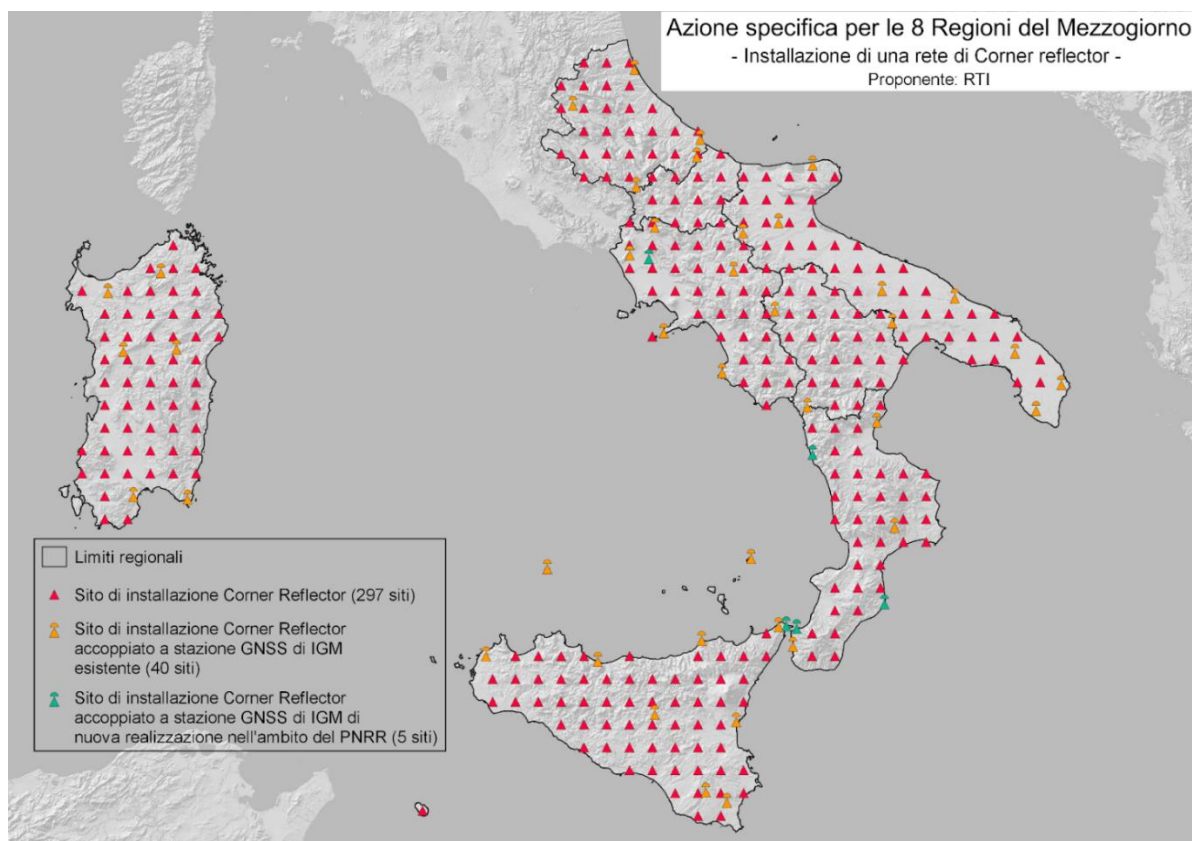 Azione specifica per le 8 Regioni del Mezzogiorno
- Installazione di una rete di Corner reflector -
Proponente: RTI
Limiti regionali
Sito di installazione Corner Reflector (297 siti)
Sito di installazione Corner Reflector
accoppiato a stazione GNSS di IGM
esistente (40 siti)
Sito di installazione Corner Reflector
accoppiato a stazione GNSS di IGM di
nuova realizzazione nell'ambito del PNRR (5 siti)